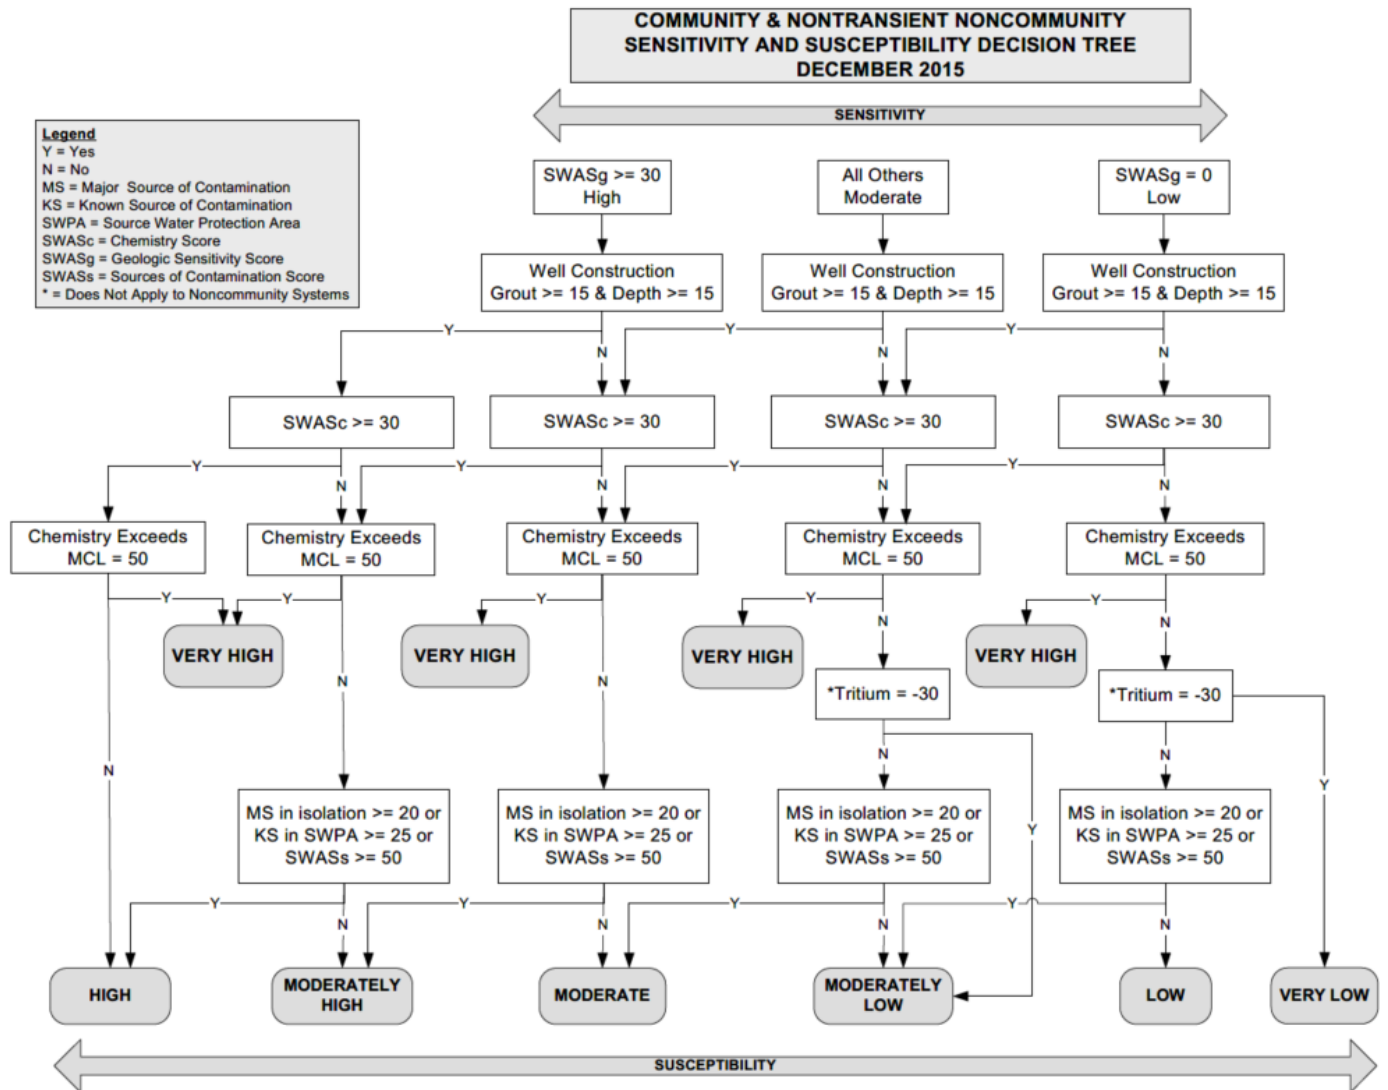 COMMUNITY & NONTRANSIENT NONCOMMUNITY
SENSITIVITY AND SUSCEPTIBILITY DECISION TREE
DECEMBER 2015
SENSITIVITY
Legend
Y = Yes
N = No
MS = Major Source of Contamination
KS = Known Source of Contamination
SWPA = Source Water Protection Area
SWASc = Chemistry Score
SWASg = Geologic Sensitivity Score
SWASs = Sources of Contamination Score
* = Does Not Apply to Noncommunity Systems
SWASg >= 30
High
All Others
Moderate
SWASg = 0
Low
Well Construction
Grout >= 15 & Depth >= 15
Well Construction
Grout >= 15 & Depth >= 15
Well Construction
Grout >= 15 & Depth >= 15
Y
N
Y
N
Y
N
SWASc >= 30
SWASc >= 30
SWASc >= 30
SWASc >= 30
Y
N
Y
N
Y
N
Y
N
Chemistry Exceeds
MCL = 50
Chemistry Exceeds
MCL = 50
Chemistry Exceeds
MCL = 50
Chemistry Exceeds
MCL = 50
Chemistry Exceeds
MCL = 50
Y
Y
Y
Y
N
Y
N
VERY HIGH
VERY HIGH
VERY HIGH
VERY HIGH
N
N
*Tritium = -30
*Tritium = -30
N
N
N
Y
Y
MS in isolation >= 20 or
KS in SWPA >= 25 or
SWASs >= 50
MS in isolation >= 20 or
KS in SWPA >= 25 or
SWASs >= 50
MS in isolation >= 20 or
KS in SWPA >= 25 or
SWASs >= 50
MS in isolation >= 20 or
KS in SWPA >= 25 or
SWASs >= 50
Y
N
Y
N
Y
N
Y
N
HIGH
MODERATELY
HIGH
MODERATE
MODERATELY
LOW
LOW
VERY LOW
SUSCEPTIBILITY